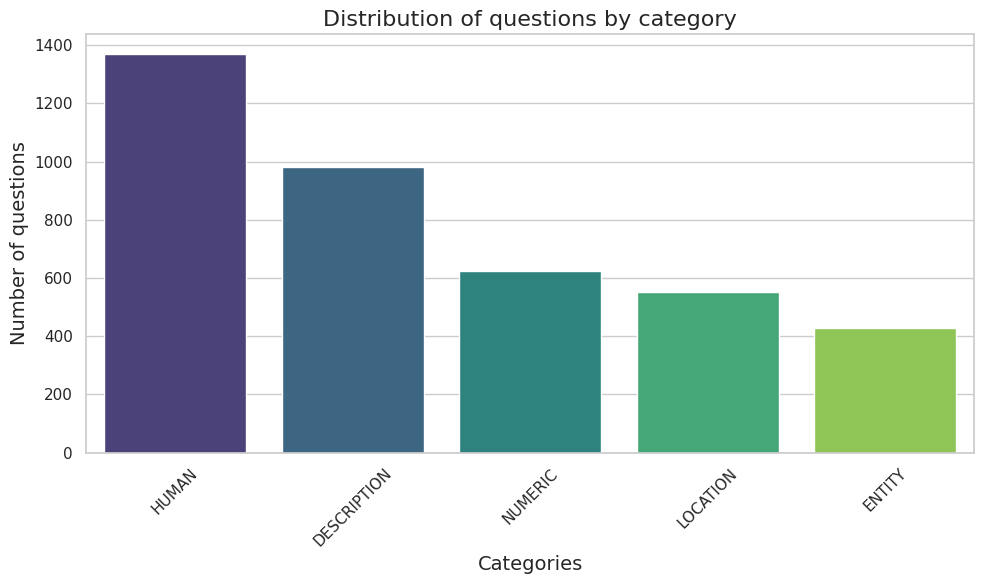 Distribution of questions by category
Number of questions
1400
1200
1000
800
600
400
200
0
HUMAN
DESCRIPTION
NUMERIC
LOCATION
ENTITY
Categories